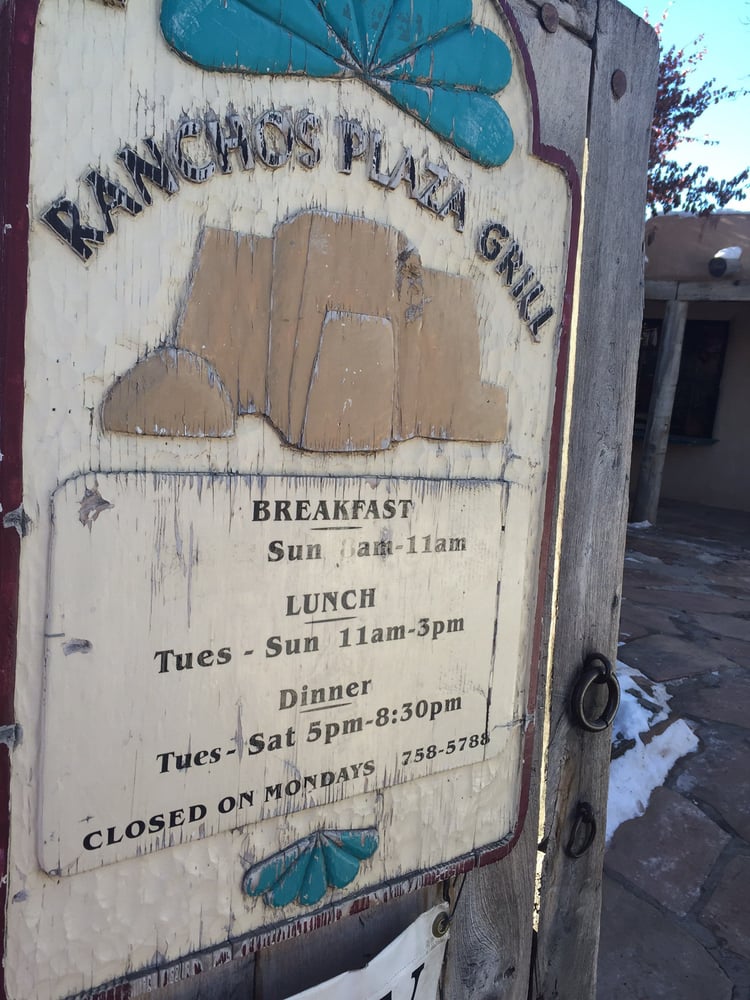 RANCHOS PLAZA GRILL
BREAKFAST
Sun 8am-11am
LUNCH
Tues - Sun 11am-3pm
Dinner
Tues - Sat 5pm-8:30pm
CLOSED ON MONDAYS 758-5788